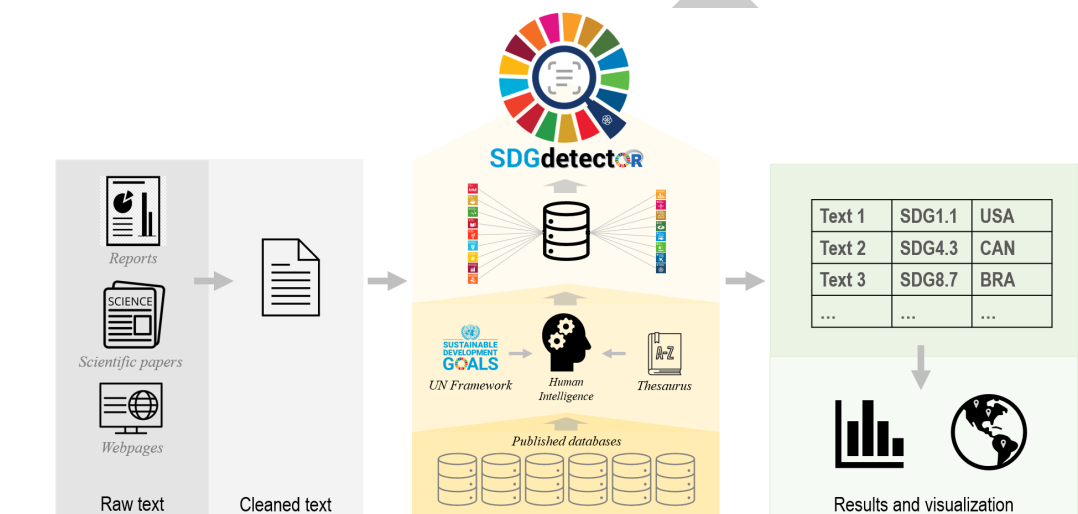 SDGdetector
Reports
SCIENCE
Scientific papers
Webpages
Raw text
Cleaned text
SUSTAINABLE
DEVELOPMENT
GOALS
UN Framework
Human
Intelligence
A-Z
Thesaurus
Published databases
Text 1 SDG1.1 USA
Text 2 SDG4.3 CAN
Text 3 SDG8.7 BRA
... ... ...
Results and visualization